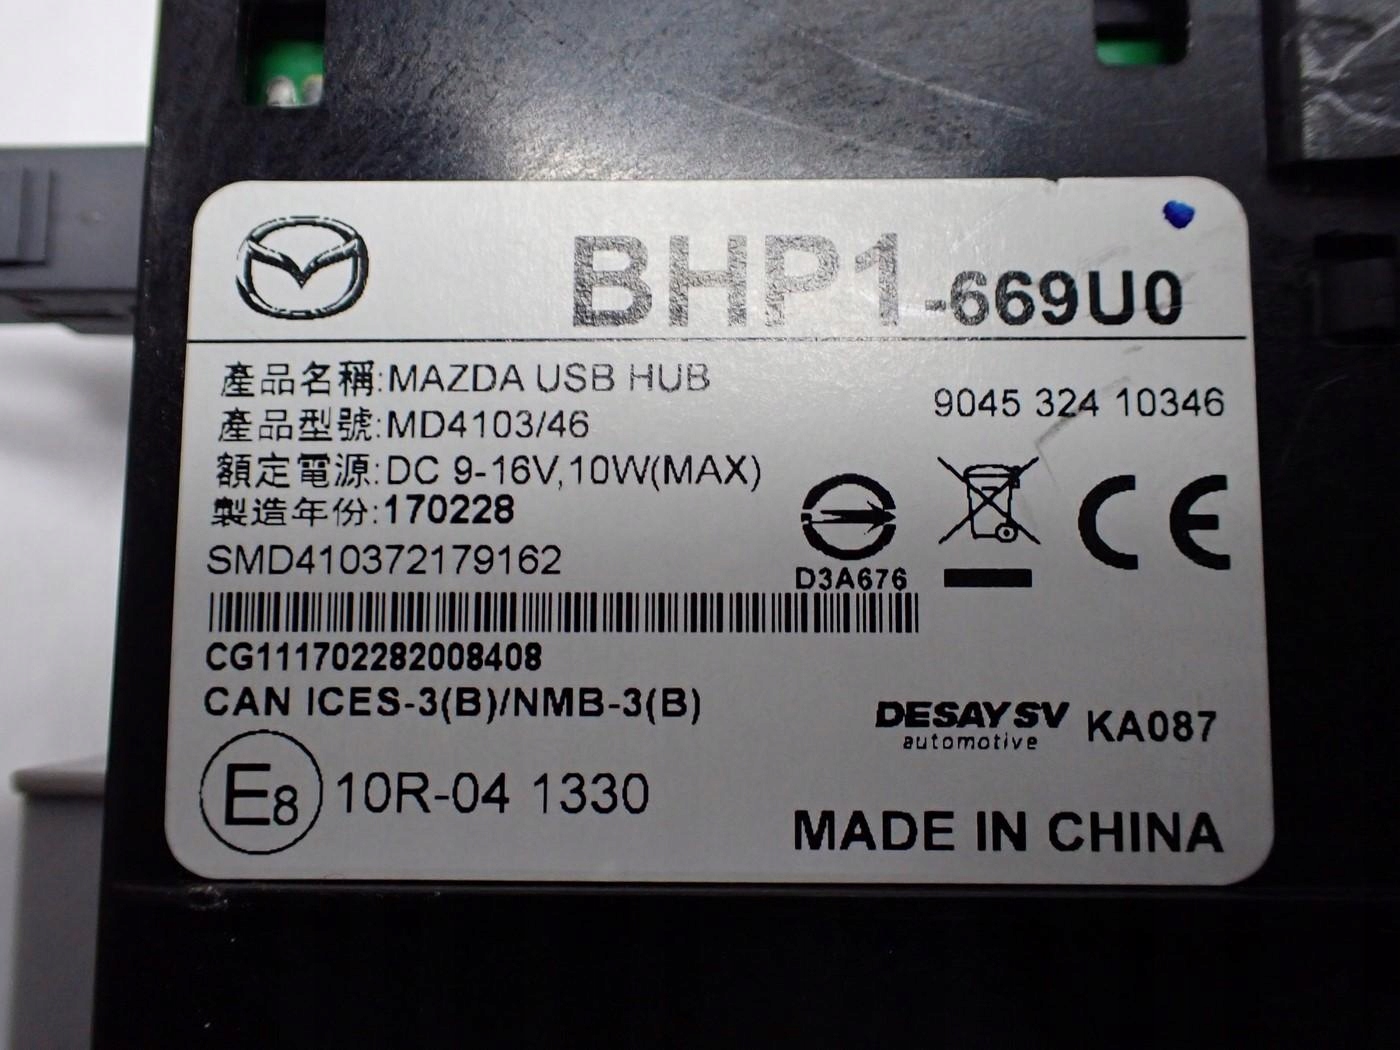 BHP1-669U0
產品名稱:MAZDA USB HUB
9045 324 10346
產品型號:MD4103/46
額定電源:DC 9-16V,10W(MAX)
製造年份:170228
SMD410372179162
D3A676
CE
CG111702282008408
CAN ICES-3(B)/NMB-3(B)
DESAY SV automotive KA087
E8 10R-04 1330
MADE IN CHINA